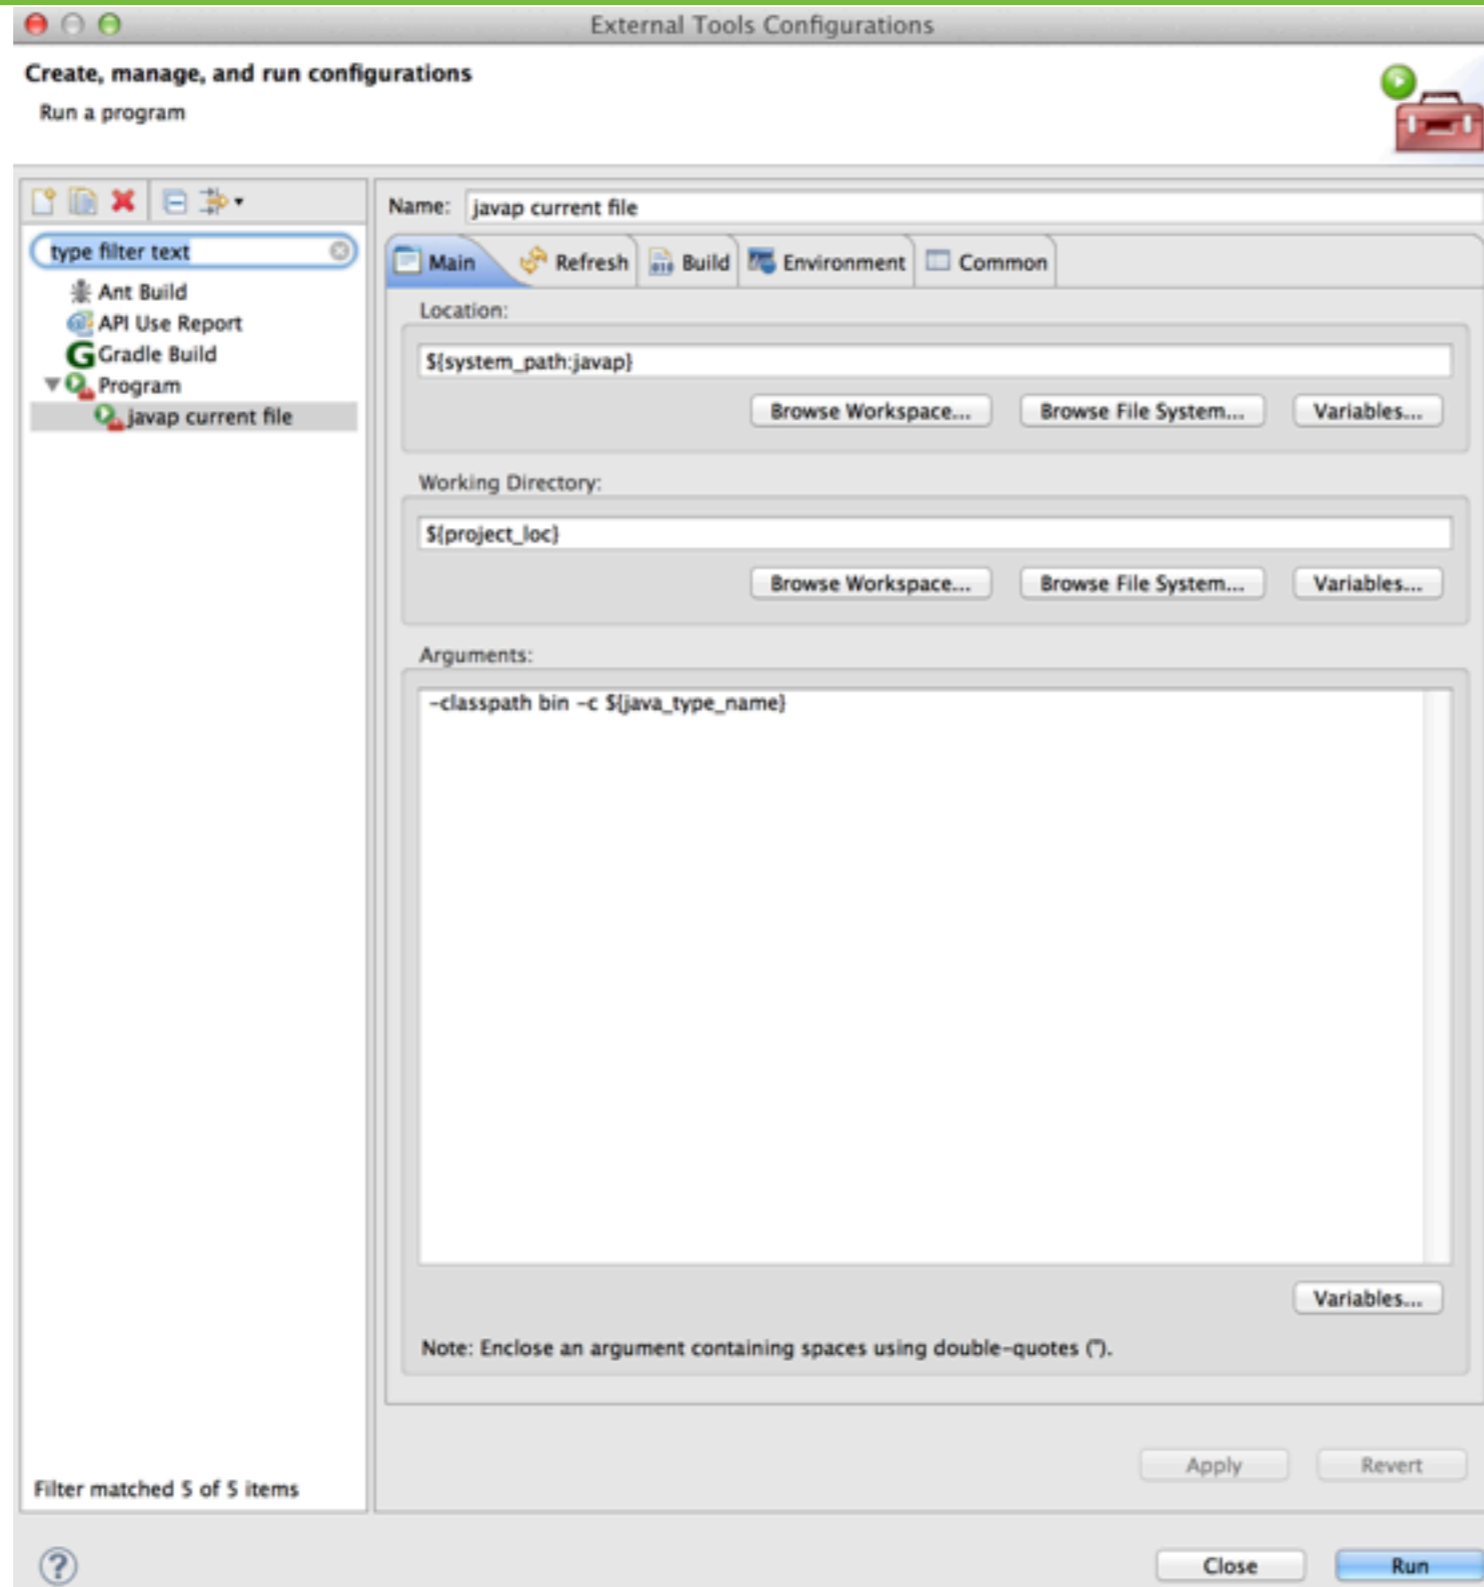 External Tools Configurations
Create, manage, and run configurations
Run a program
type filter text
Ant Build
API Use Report
Gradle Build
Program
javap current file
Filter matched 5 of 5 items
Name: javap current file
Main Refresh Build Environment Common
Location:
${system_path:javap}
Browse Workspace... Browse File System... Variables...
Working Directory:
${project_loc}
Browse Workspace... Browse File System... Variables...
Arguments:
-classpath bin -c ${java_type_name}
Variables...
Note: Enclose an argument containing spaces using double-quotes (").
Apply Revert
? Close Run